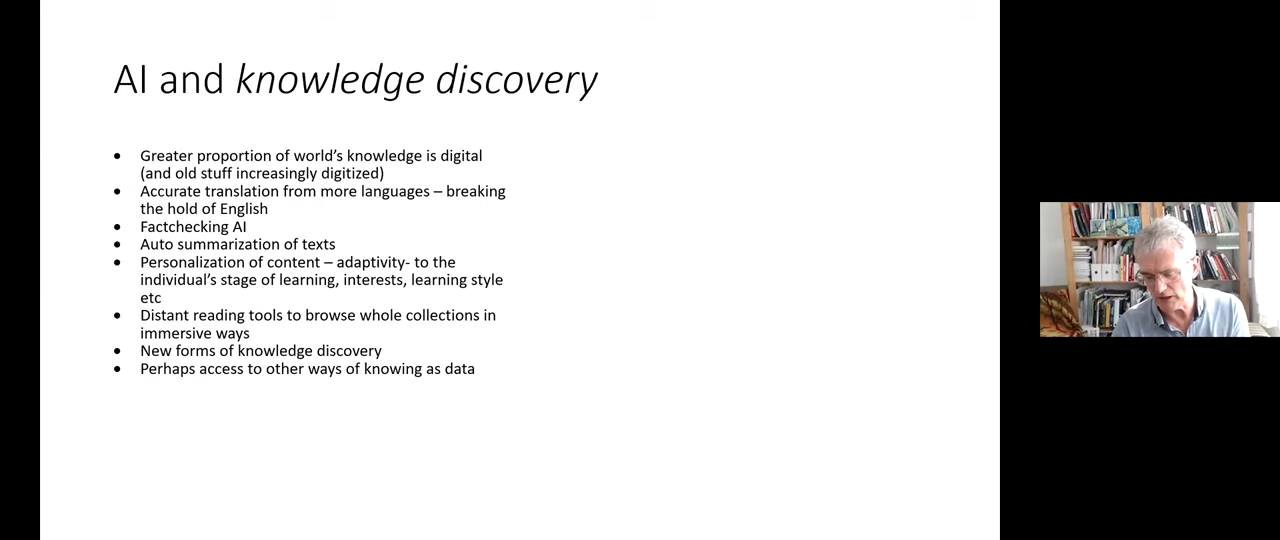 AI and knowledge discovery
• Greater proportion of world's knowledge is digital
(and old stuff increasingly digitized)
• Accurate translation from more languages – breaking
the hold of English
• Factchecking AI
• Auto summarization of texts
• Personalization of content – adaptivity- to the
individual's stage of learning, interests, learning style
etc
• Distant reading tools to browse whole collections in
immersive ways
• New forms of knowledge discovery
• Perhaps access to other ways of knowing as data